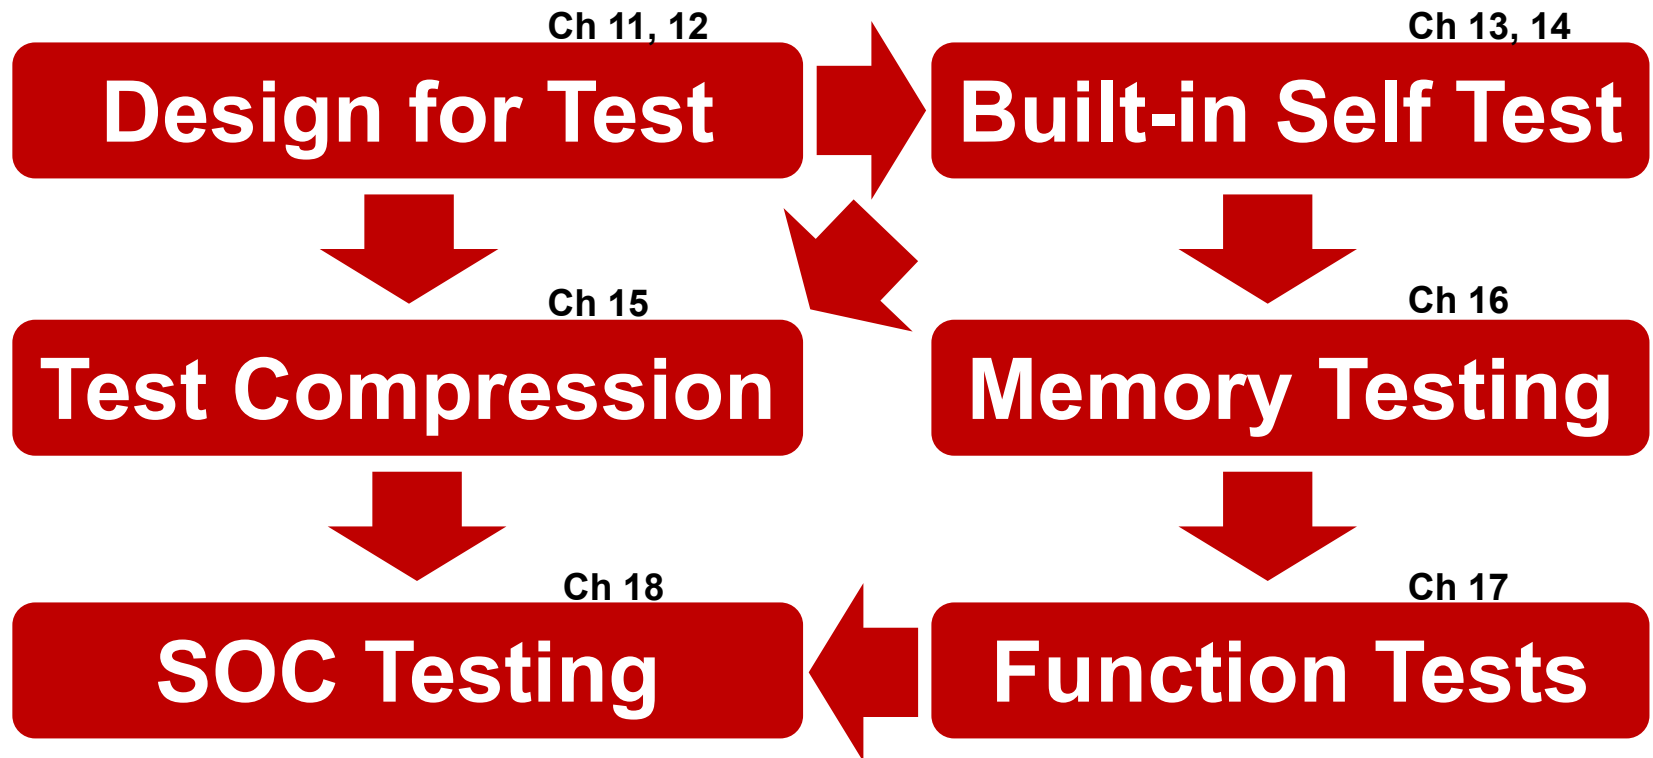 Ch 11, 12
Design for Test
Ch 13, 14
Built-in Self Test
Ch 15
Test Compression
Ch 16
Memory Testing
Ch 18
SOC Testing
Ch 17
Function Tests